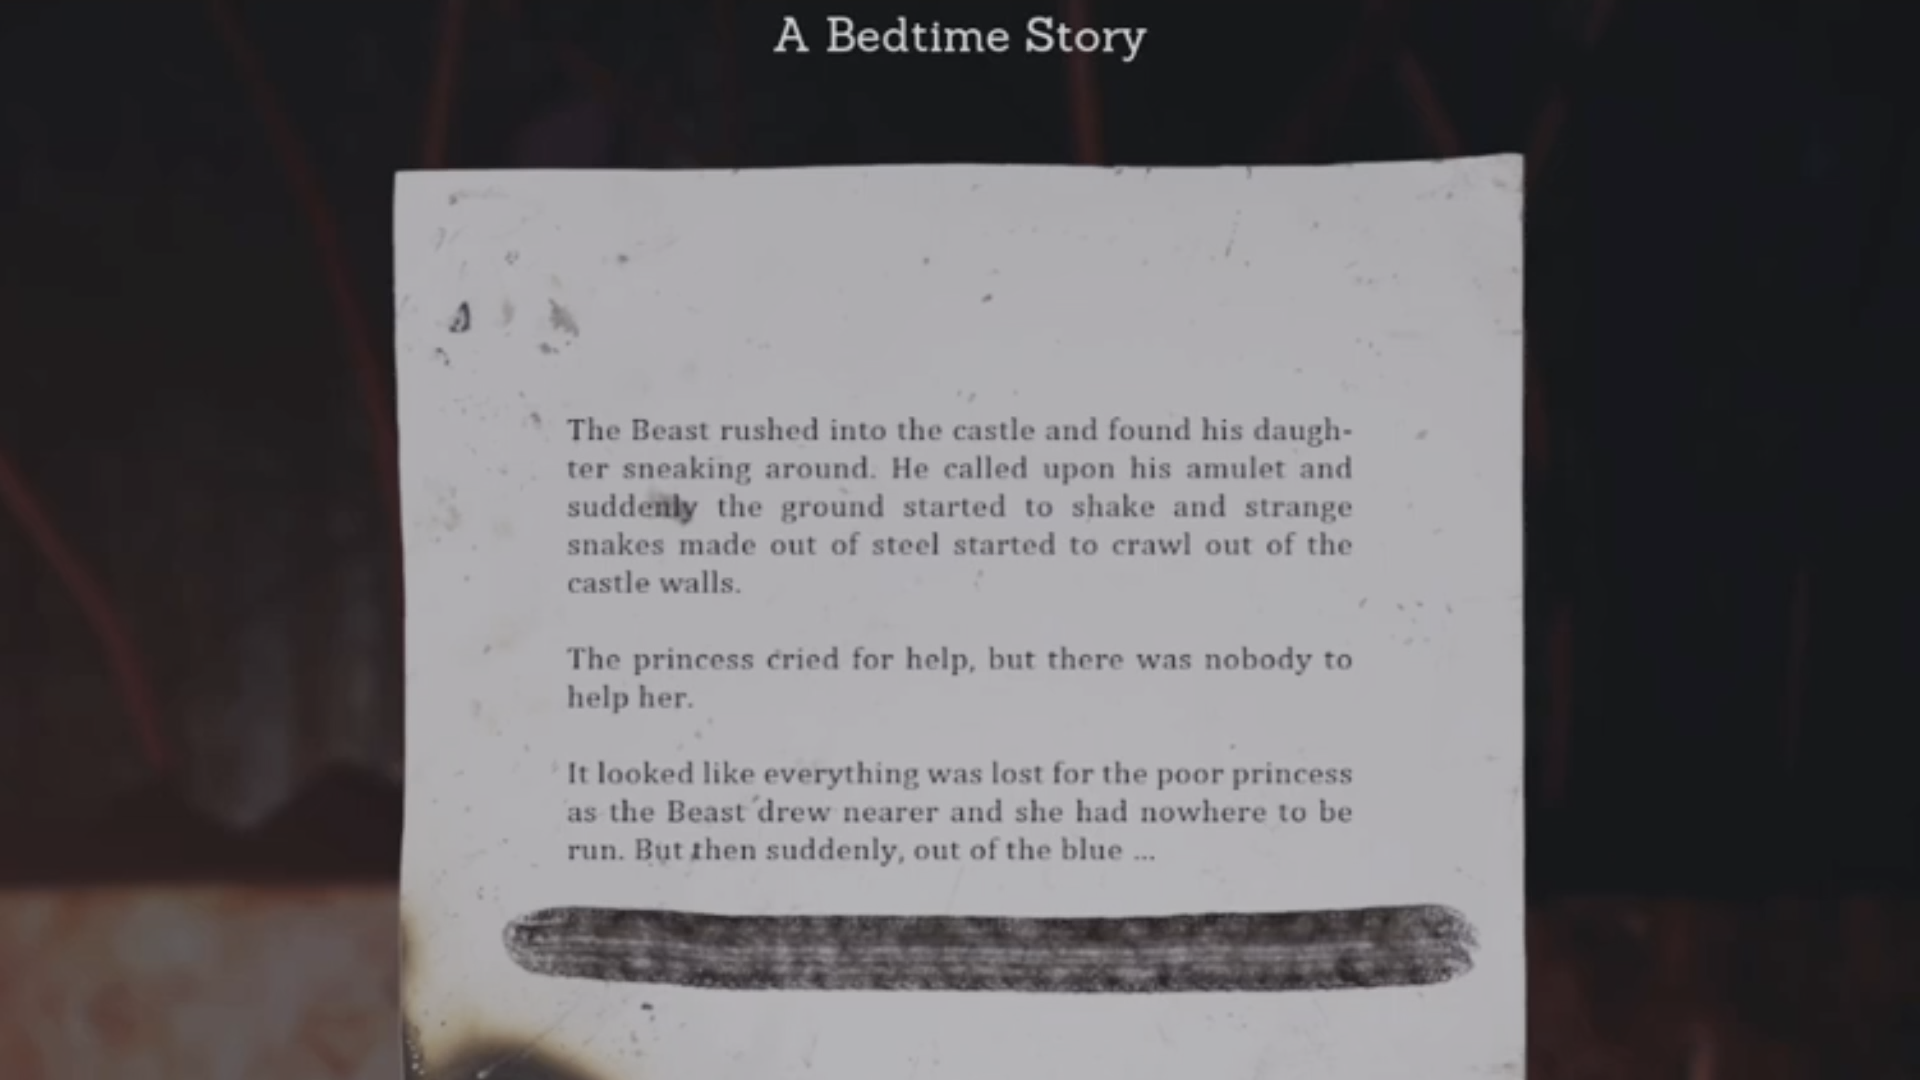 A Bedtime Story
The Beast rushed into the castle and found his daugh-
ter sneaking around. He called upon his amulet and
suddenly the ground started to shake and strange
snakes made out of steel started to crawl out of the
castle walls.
The princess cried for help, but there was nobody to
help her.
It looked like everything was lost for the poor princess
as the Beast drew nearer and she had nowhere to be
run. But then suddenly, out of the blue ...